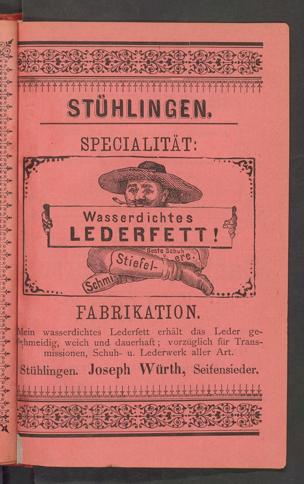 STÜHLINGEN.
SPECIALITÄT:
Wasserdichtes
LEDERFETT!
Beste Schuh
Stiefel-
Schmi ere.
FABRIKATION.
Mein wasserdichtes Lederfett erhält das Leder ge-
schmeidig, weich und dauerhaft; vorzüglich für Trans-
missionen, Schuh- u. Lederwerk aller Art.
Stühlingen. Joseph Würth, Seifensieder.